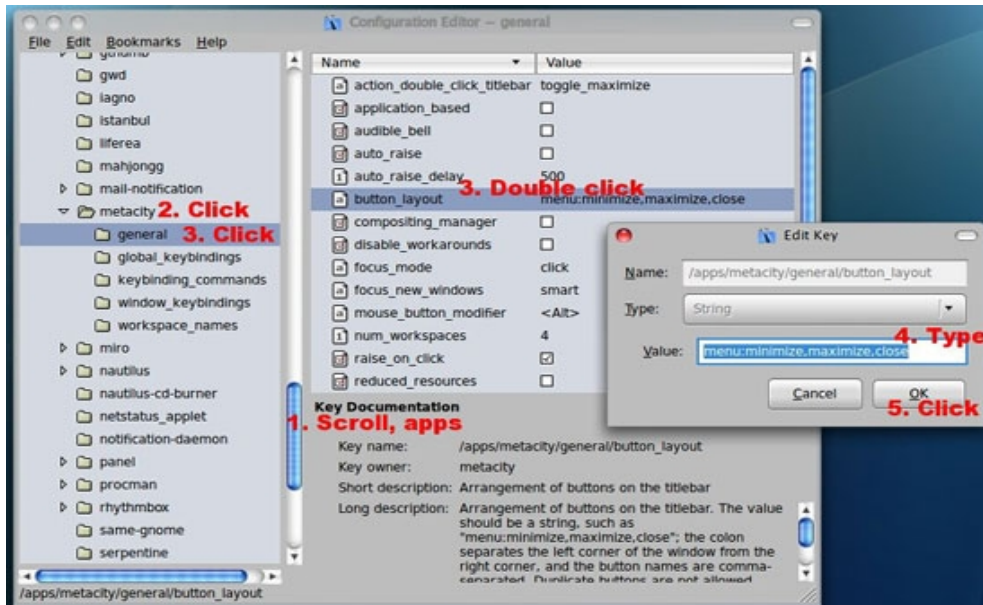 Configuration Editor – general
File Edit Bookmarks Help
gthumb
gwd
iagno
istanbul
liferea
mahjongg
mail-notification
metacity 2. Click
general 3. Click
global_keybindings
keybinding_commands
window_keybindings
workspace_names
miro
nautilus
nautilus-cd-burner
netstatus_applet
notification-daemon
panel
procman
rhythmbox
same-gnome
serpentine
/apps/metacity/general/button_layout
Name Value
action_double_click_titlebar toggle_maximize
application_based
audible_bell
auto_raise
auto_raise_delay 500
3. Double click
button_layout menu:minimize,maximize,close
compositing_manager
disable_workarounds
focus_mode click
focus_new_windows smart
mouse_button_modifier <Alt>
num_workspaces 4
raise_on_click
reduced_resources
Key Documentation
1. Scroll, apps
Key name: /apps/metacity/general/button_layout
Key owner: metacity
Short description: Arrangement of buttons on the titlebar
Long description: Arrangement of buttons on the titlebar. The value
should be a string, such as
"menu:minimize,maximize,close"; the colon
separates the left corner of the window from the
right corner, and the button names are comma-
separated. Duplicate buttons are not allowed.
Edit Key
Name: /apps/metacity/general/button_layout
Type: String
4. Type
Value: menu:minimize,maximize,close
Cancel OK
5. Click